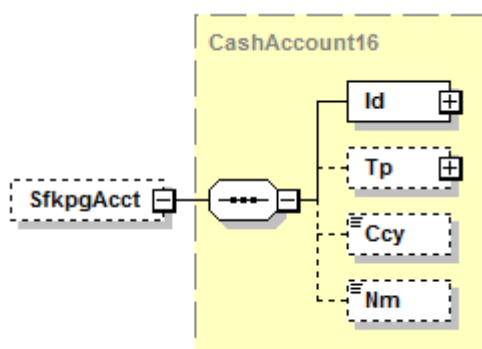 CashAccount16
Id
Tp
SfkpgAcct
Ccy
Nm